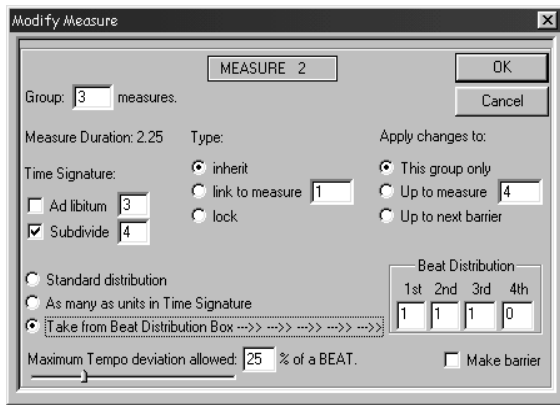 Modify Measure
MEASURE 2
OK
Group: 3 measures.
Cancel
Measure Duration: 2.25
Type:
Apply changes to:
Time Signature:
inherit
This group only
Ad libitum 3
link to measure 1
Up to measure 4
Subdivide 4
lock
Up to next barrier
Standard distribution
As many as units in Time Signature
Take from Beat Distribution Box --->> -->> -->> -->> -->>
Beat Distribution
1st 2nd 3rd 4th
1 1 1 0
Maximum Tempo deviation allowed: 25 % of a BEAT.
Make barrier